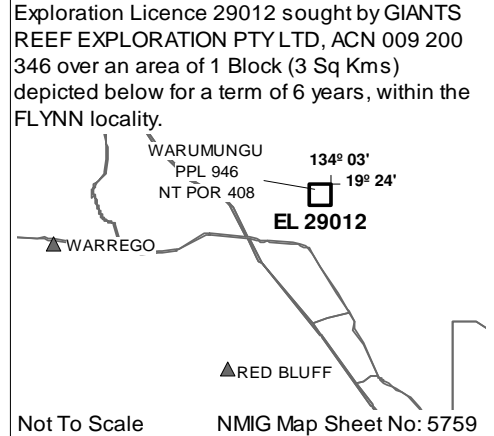 Exploration Licence 29012 sought by GIANTS
REEF EXPLORATION PTY LTD, ACN 009 200
346 over an area of 1 Block (3 Sq Kms)
depicted below for a term of 6 years, within the
FLYNN locality.
WARUMUNGU
PPL 946
NT POR 408
134º 03'
19º 24'
EL 29012
WARREGO
RED BLUFF
Not To Scale NMIG Map Sheet No: 5759